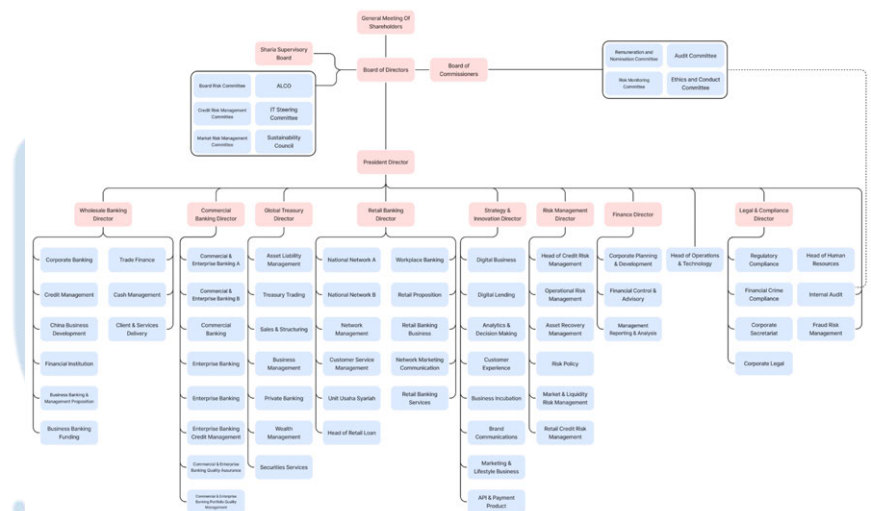 General Meeting Of
Shareholders
Sharia Supervisory
Board
Board of Directors
Board of
Commissioners
Remuneration and
Nomination Committee
Audit Committee
Risk Monitoring
Committee
Ethics and Conduct
Committee
Board Risk Committee
ALCO
Credit Risk Management
Committee
IT Steering
Committee
Market Risk Management
Committee
Sustainability
Council
President Director
Wholesale Banking
Director
Commercial
Banking Director
Global Treasury
Director
Retail Banking
Director
Strategy &
Innovation Director
Risk Management
Director
Finance Director
Legal & Compliance
Director
Corporate Banking
Credit Management
China Business
Development
Financial Institution
Business Banking &
Management Proposition
Business Banking
Funding
Trade Finance
Cash Management
Client & Services
Delivery
Commercial &
Enterprise Banking A
Commercial &
Enterprise Banking B
Commercial
Banking
Enterprise Banking
Enterprise Banking
Enterprise Banking
Credit Management
Commercial & Enterprise
Banking Quality Assurance
Commercial & Enterprise
Banking Portfolio Quality
Management
Asset Liability
Management
Treasury Trading
Sales & Structuring
Business
Management
Private Banking
Wealth
Management
Securities Services
National Network A
National Network B
Network
Management
Customer Service
Management
Unit Usaha Syariah
Head of Retail Loan
Workplace Banking
Retail Proposition
Retail Banking
Business
Network Marketing
Communication
Retail Banking
Services
Digital Business
Digital Lending
Analytics &
Decision Making
Customer
Experience
Business Incubation
Brand
Communications
Marketing &
Lifestyle Business
API & Payment
Product
Head of Credit Risk
Management
Operational Risk
Management
Asset Recovery
Management
Risk Policy
Market & Liquidity
Risk Management
Retail Credit Risk
Management
Corporate Planning
& Development
Financial Control &
Advisory
Management
Reporting & Analysis
Head of Operations
& Technology
Regulatory
Compliance
Financial Crime
Compliance
Corporate
Secretariat
Corporate Legal
Head of Human
Resources
Internal Audit
Fraud Risk
Management